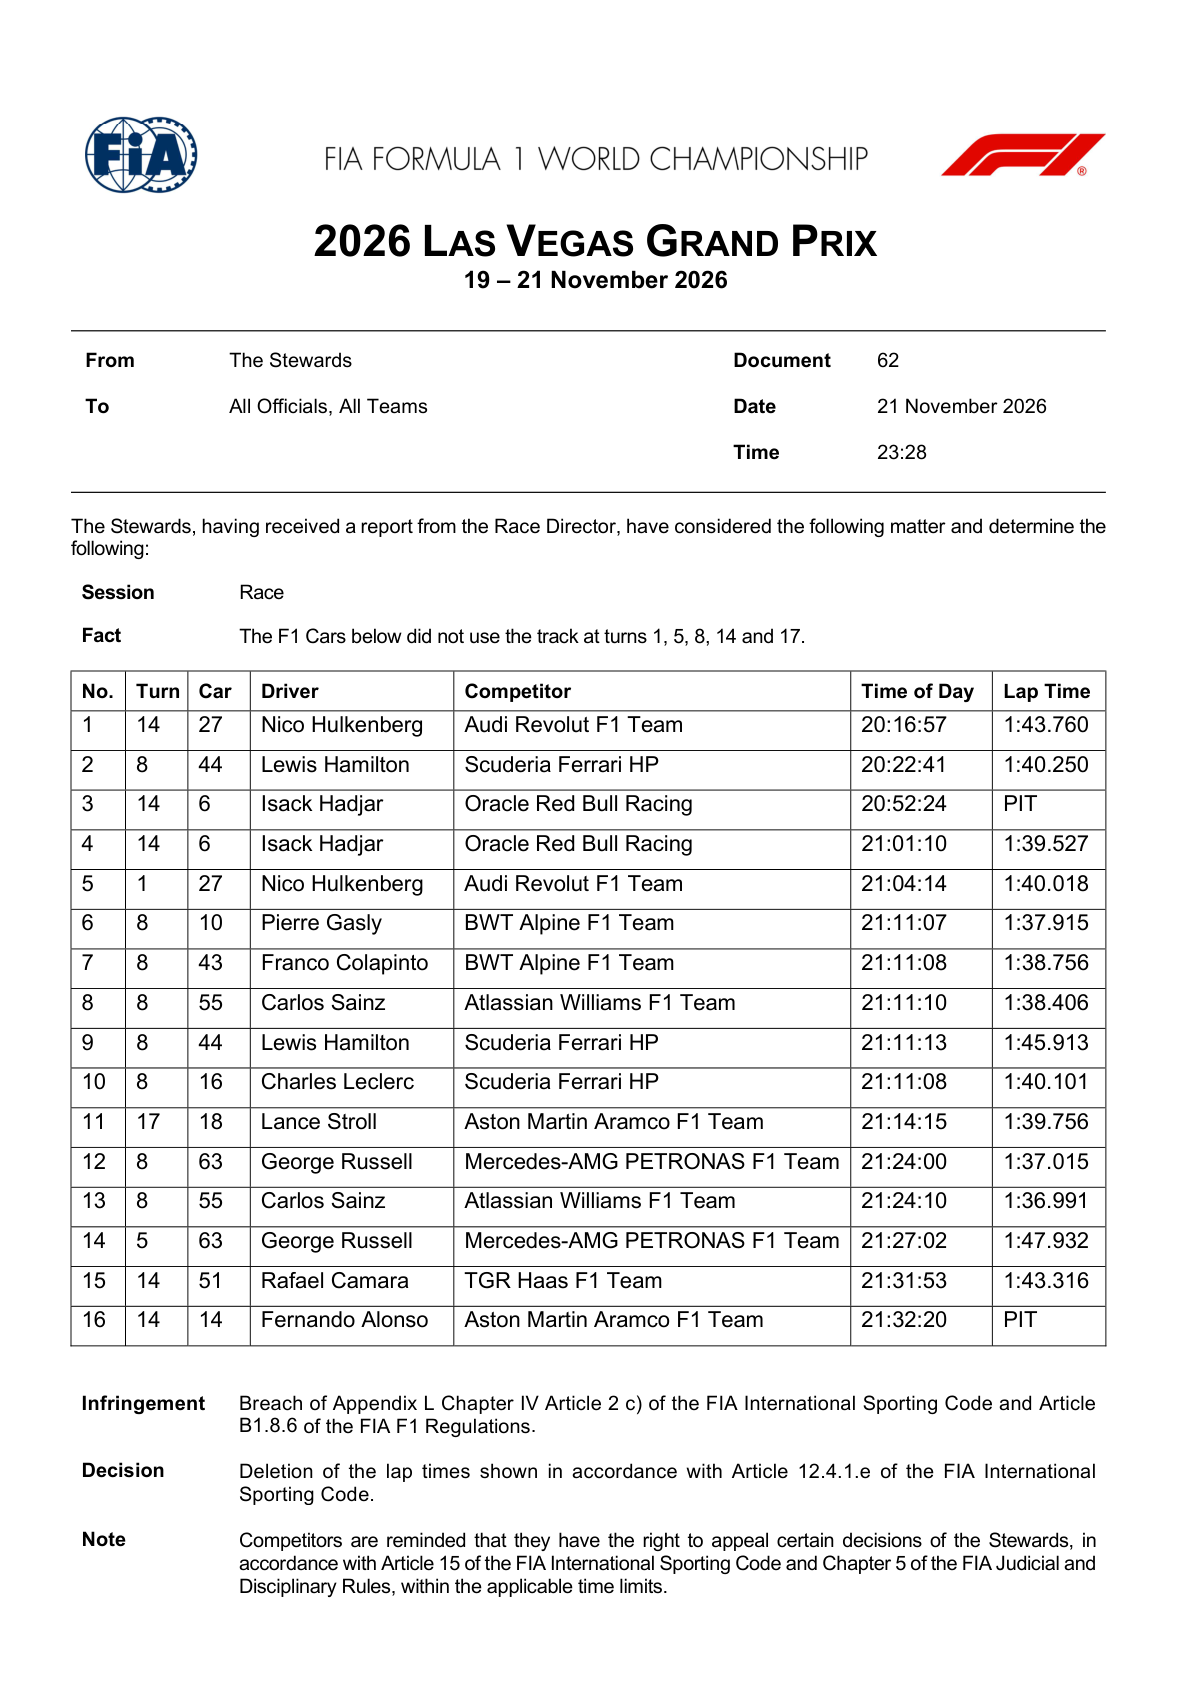 FIA FIA FORMULA 1 WORLD CHAMPIONSHIP F1 ®
2026 LAS VEGAS GRAND PRIX
19 – 21 November 2026
From The Stewards Document 62
To All Officials, All Teams Date 21 November 2026
Time 23:28
The Stewards, having received a report from the Race Director, have considered the following matter and determine the
following:
Session Race
Fact The F1 Cars below did not use the track at turns 1, 5, 8, 14 and 17.
No. Turn Car Driver Competitor Time of Day Lap Time
1 14 27 Nico Hulkenberg Audi Revolut F1 Team 20:16:57 1:43.760
2 8 44 Lewis Hamilton Scuderia Ferrari HP 20:22:41 1:40.250
3 14 6 Isack Hadjar Oracle Red Bull Racing 20:52:24 PIT
4 14 6 Isack Hadjar Oracle Red Bull Racing 21:01:10 1:39.527
5 1 27 Nico Hulkenberg Audi Revolut F1 Team 21:04:14 1:40.018
6 8 10 Pierre Gasly BWT Alpine F1 Team 21:11:07 1:37.915
7 8 43 Franco Colapinto BWT Alpine F1 Team 21:11:08 1:38.756
8 8 55 Carlos Sainz Atlassian Williams F1 Team 21:11:10 1:38.406
9 8 44 Lewis Hamilton Scuderia Ferrari HP 21:11:13 1:45.913
10 8 16 Charles Leclerc Scuderia Ferrari HP 21:11:08 1:40.101
11 17 18 Lance Stroll Aston Martin Aramco F1 Team 21:14:15 1:39.756
12 8 63 George Russell Mercedes-AMG PETRONAS F1 Team 21:24:00 1:37.015
13 8 55 Carlos Sainz Atlassian Williams F1 Team 21:24:10 1:36.991
14 5 63 George Russell Mercedes-AMG PETRONAS F1 Team 21:27:02 1:47.932
15 14 51 Rafael Camara TGR Haas F1 Team 21:31:53 1:43.316
16 14 14 Fernando Alonso Aston Martin Aramco F1 Team 21:32:20 PIT
Infringement Breach of Appendix L Chapter IV Article 2 c) of the FIA International Sporting Code and Article
B1.8.6 of the FIA F1 Regulations.
Decision Deletion of the lap times shown in accordance with Article 12.4.1.e of the FIA International
Sporting Code.
Note Competitors are reminded that they have the right to appeal certain decisions of the Stewards, in
accordance with Article 15 of the FIA International Sporting Code and Chapter 5 of the FIA Judicial and
Disciplinary Rules, within the applicable time limits.